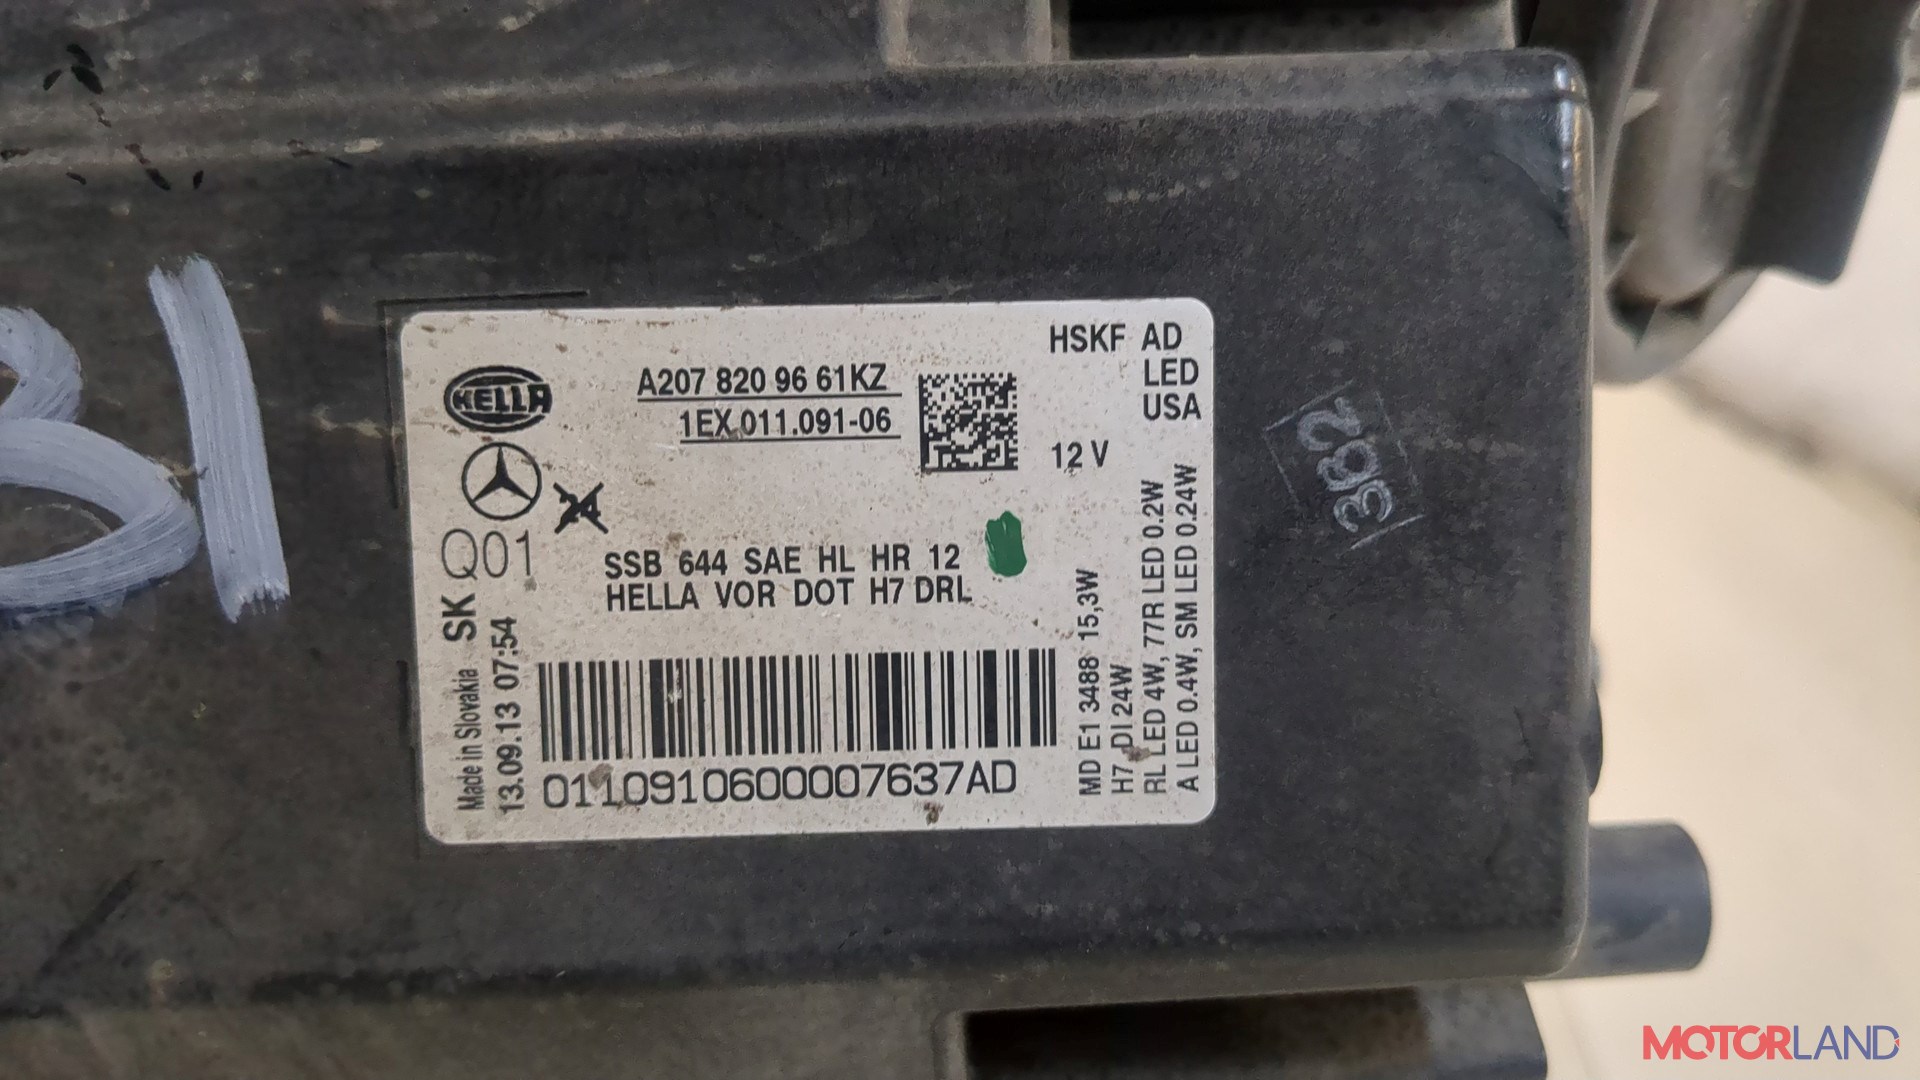 HSKF AD
LED
USA
HELLA
A207 820 96 61KZ
1EX 011.091-06
12 V
Q01
SSB 644 SAE HL HR 12
HELLA VOR DOT H7 DRL
SK
Made in Slovakia
13.09.13 07:54
0110910600007637AD
MD E1 3488 15,3W
H7 DI 24W
RL LED 4W, 77R LED 0.2W
A LED 0.4W, SM LED 0.24W
382
31
MOTORLAND